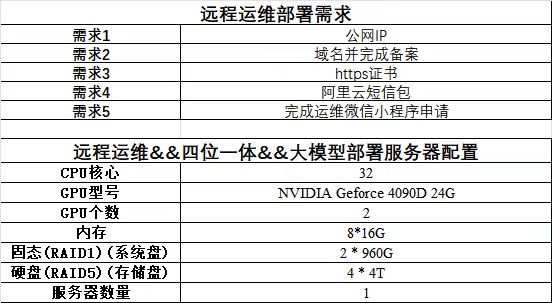 远程运维部署需求
需求1 公网IP
需求2 域名并完成备案
需求3 https证书
需求4 阿里云短信包
需求5 完成运维微信小程序申请
远程运维&&四位一体&&大模型部署服务器配置
CPU核心 32
GPU型号 NVIDIA Geforce 4090D 24G
GPU个数 2
内存 8*16G
固态(RAID1)(系统盘) 2 * 960G
硬盘(RAID5)(存储盘) 4 * 4T
服务器数量 1